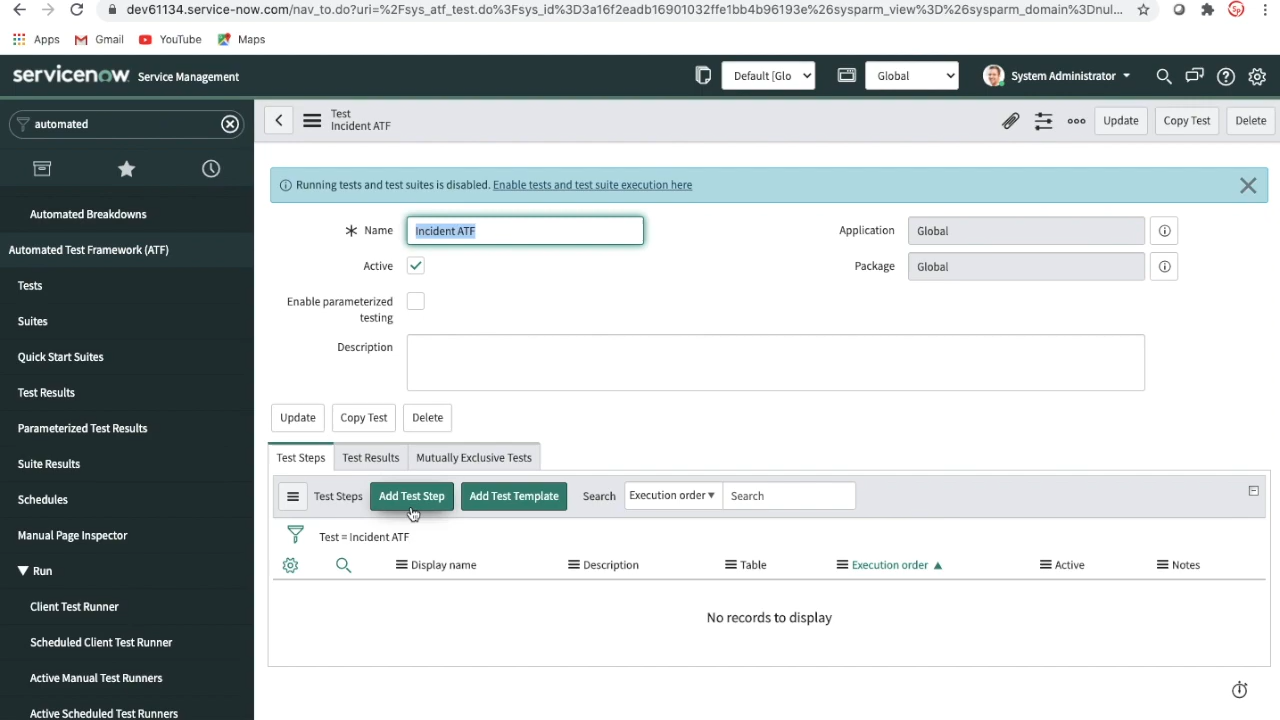 dev61134.service-now.com/nav_to.do?uri=%2Fsys_atf_test.do%3Fsys_id%3D3a16f2eadb16901032ffe1bb4b96193e%26sysparm_view%3D%26sysparm_domain%3Dnul...
Apps Gmail YouTube Maps
servicenow Service Management Default [Glo Global System Administrator
automated
Test
Incident ATF
Update Copy Test Delete
Automated Breakdowns
Automated Test Framework (ATF)
Tests
Suites
Quick Start Suites
Test Results
Parameterized Test Results
Suite Results
Schedules
Manual Page Inspector
Run
Client Test Runner
Scheduled Client Test Runner
Active Manual Test Runners
Active Scheduled Test Runners
Running tests and test suites is disabled. Enable tests and test suite execution here
Name Incident ATF Application Global
Active Package Global
Enable parameterized
testing
Description
Update Copy Test Delete
Test Steps Test Results Mutually Exclusive Tests
Test Steps Add Test Step Add Test Template Search Execution order Search
Test = Incident ATF
Display name Description Table Execution order Active Notes
No records to display